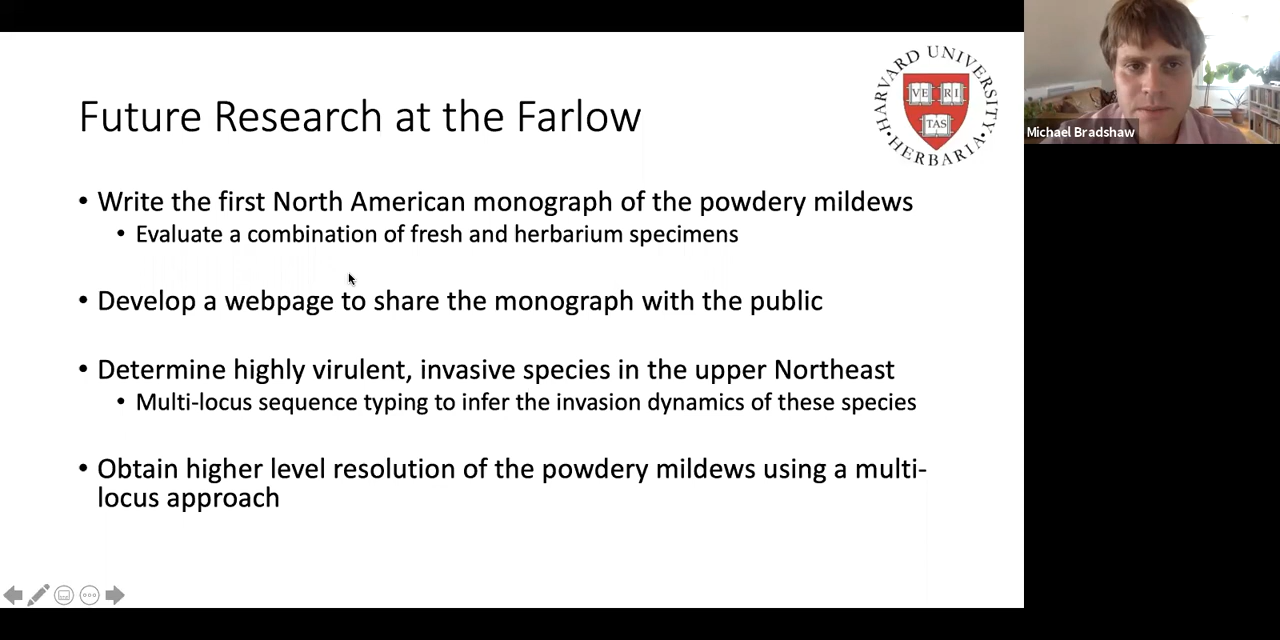 Future Research at the Farlow
HARVARD UNIVERSITY
VE RI
TAS
HERBARIA
Michael Bradshaw
• Write the first North American monograph of the powdery mildews
• Evaluate a combination of fresh and herbarium specimens
• Develop a webpage to share the monograph with the public
• Determine highly virulent, invasive species in the upper Northeast
• Multi-locus sequence typing to infer the invasion dynamics of these species
• Obtain higher level resolution of the powdery mildews using a multi-
locus approach